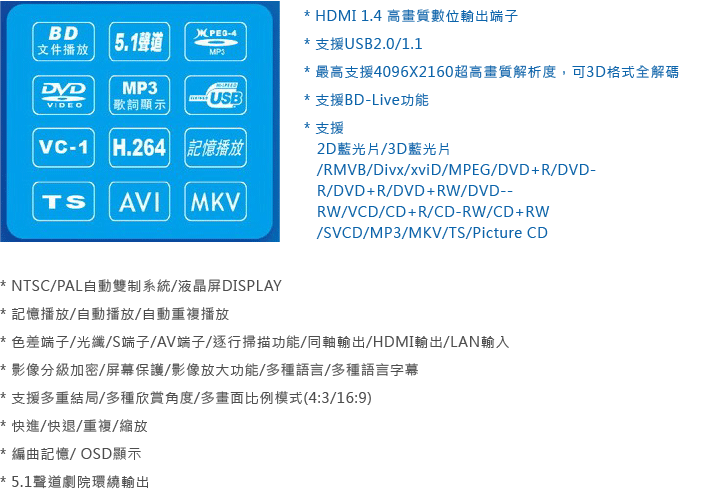 BD
文件播放
5.1聲道
MPEG-4
MP3
DVD
VIDEO
MP3
歌詞顯示
HI-SPEED
USB
VC-1
H.264
記憶播放
TS
AVI
MKV
* HDMI 1.4 高畫質數位輸出端子
* 支援USB2.0/1.1
* 最高支援4096X2160超高畫質解析度，可3D格式全解碼
* 支援BD-Live功能
* 支援
2D藍光片/3D藍光片
/RMVB/Divx/xviD/MPEG/DVD+R/DVD-
R/DVD+R/DVD+RW/DVD--
RW/VCD/CD+R/CD-RW/CD+RW
/SVCD/MP3/MKV/TS/Picture CD
* NTSC/PAL自動雙制系統/液晶屏DISPLAY
* 記憶播放/自動播放/自動重複播放
* 色差端子/光纖/S端子/AV端子/逐行掃描功能/同軸輸出/HDMI輸出/LAN輸入
* 影像分級加密/屏幕保護/影像放大功能/多種語言/多種語言字幕
* 支援多重結局/多種欣賞角度/多畫面比例模式(4:3/16:9)
* 快進/快退/重複/縮放
* 編曲記憶/ OSD顯示
* 5.1聲道劇院環繞輸出